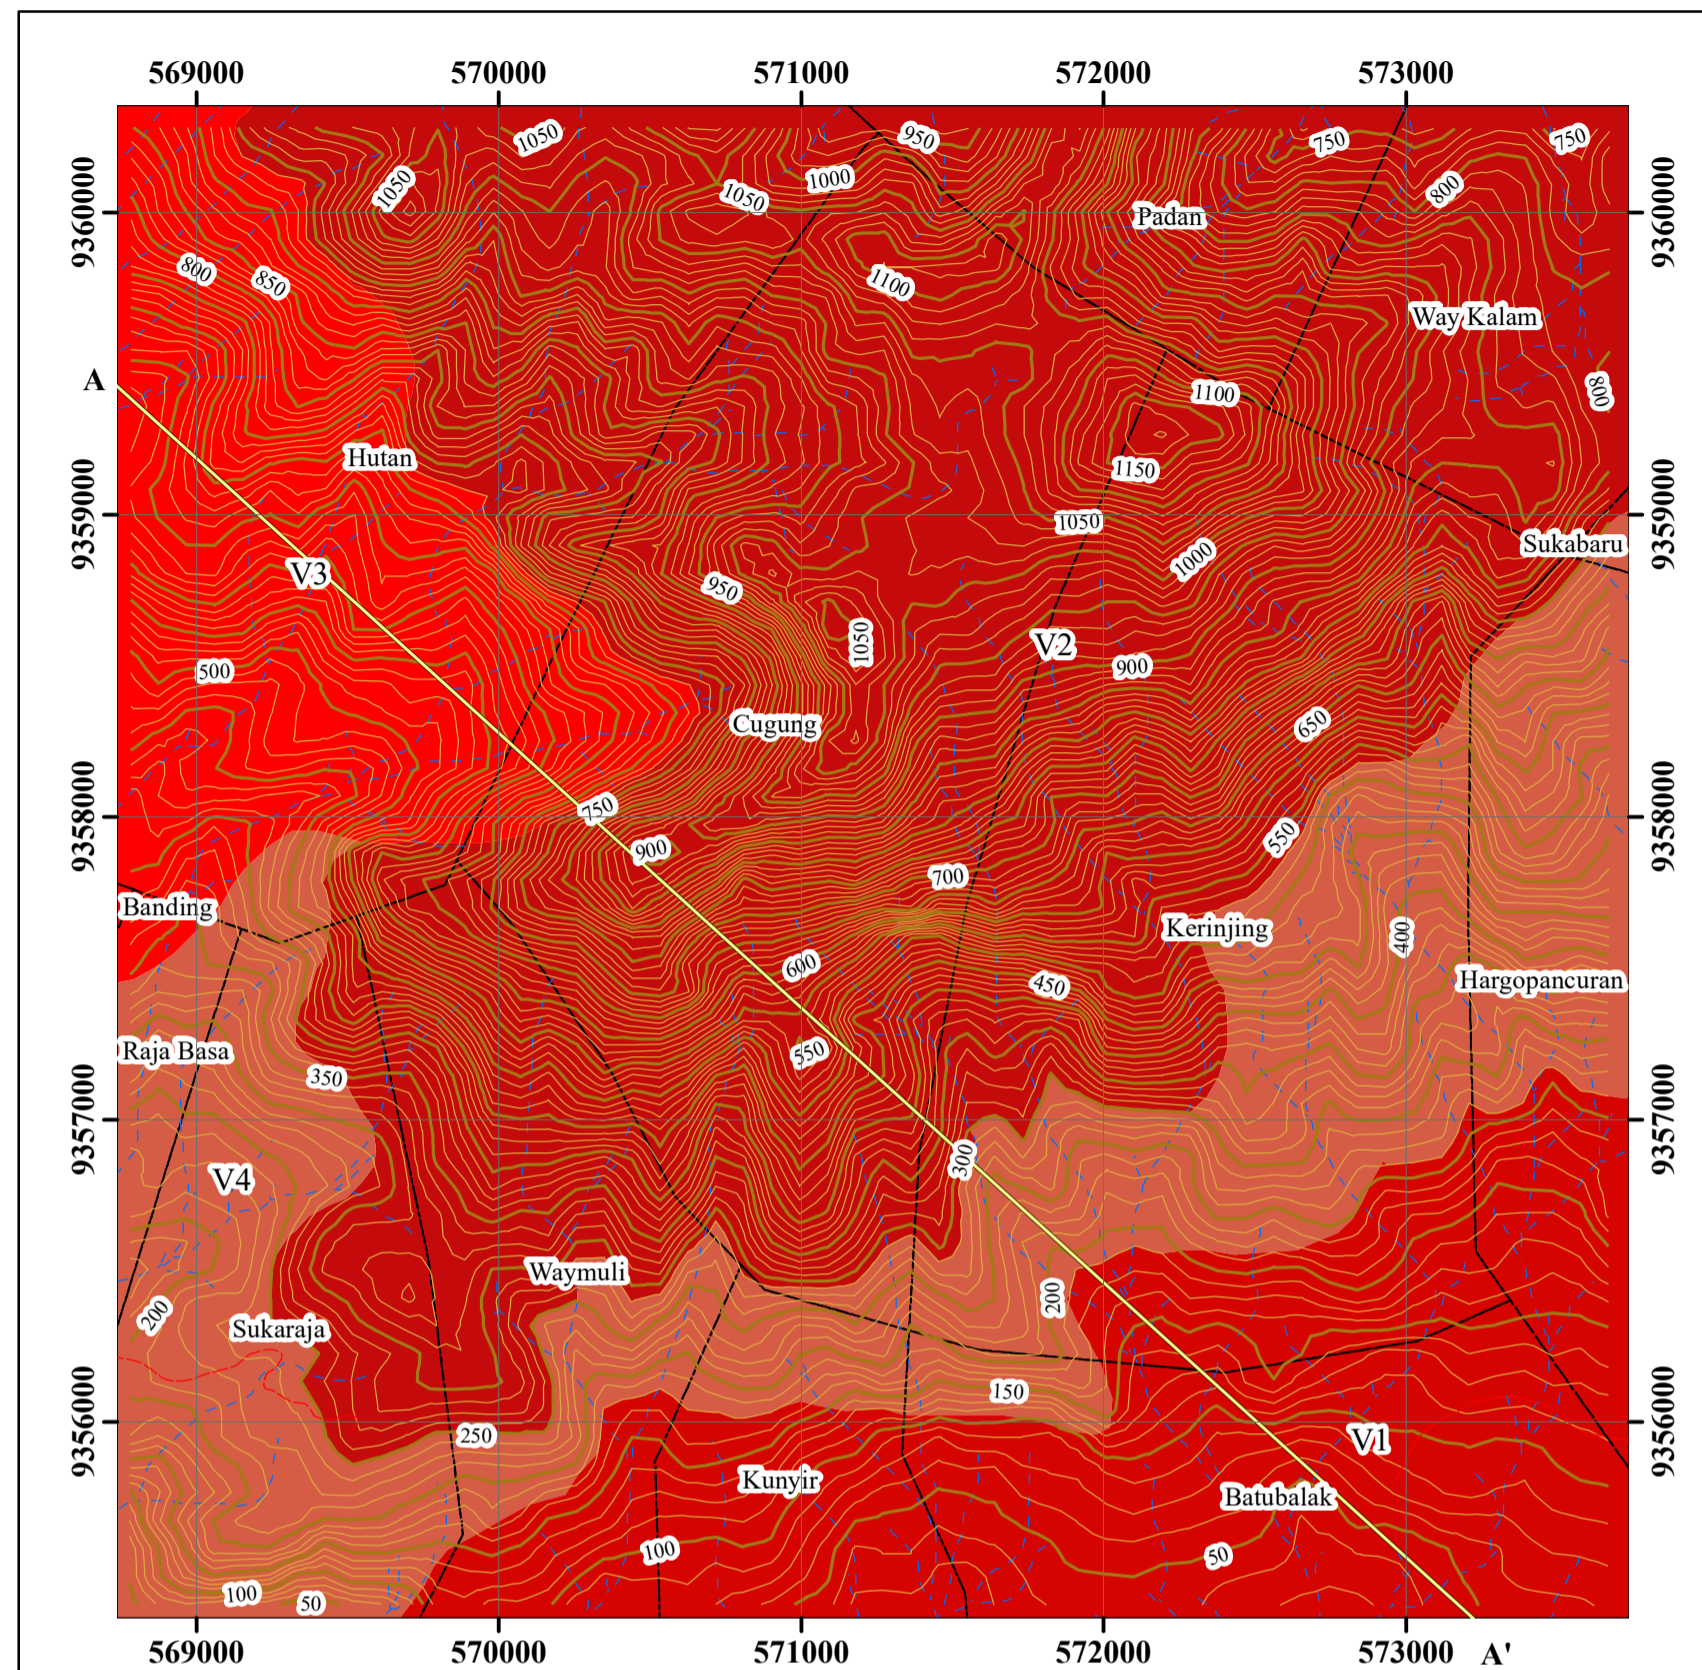 569000 570000 571000 572000 573000
1050 950 750 750
1050 1050 1000 800
9360000 Padan 9360000
800 850 1100 Way Kalam
A 1100 800
Hutan 1150
9359000 1050 9359000
Sukabaru
V3 950 1000
1050 V2
500 900
Cugung 650
9358000 750 9358000
900 550
700
Banding Kerinjing 400
600 450 Hargopancuran
Raja Basa 550
350
9357000 9357000
V4 300
Waymuli
200 200
Sukaraja
150
9356000 250 9356000
V1
Kunyir Batubalak
100 50
100 50
569000 570000 571000 572000 573000 A'